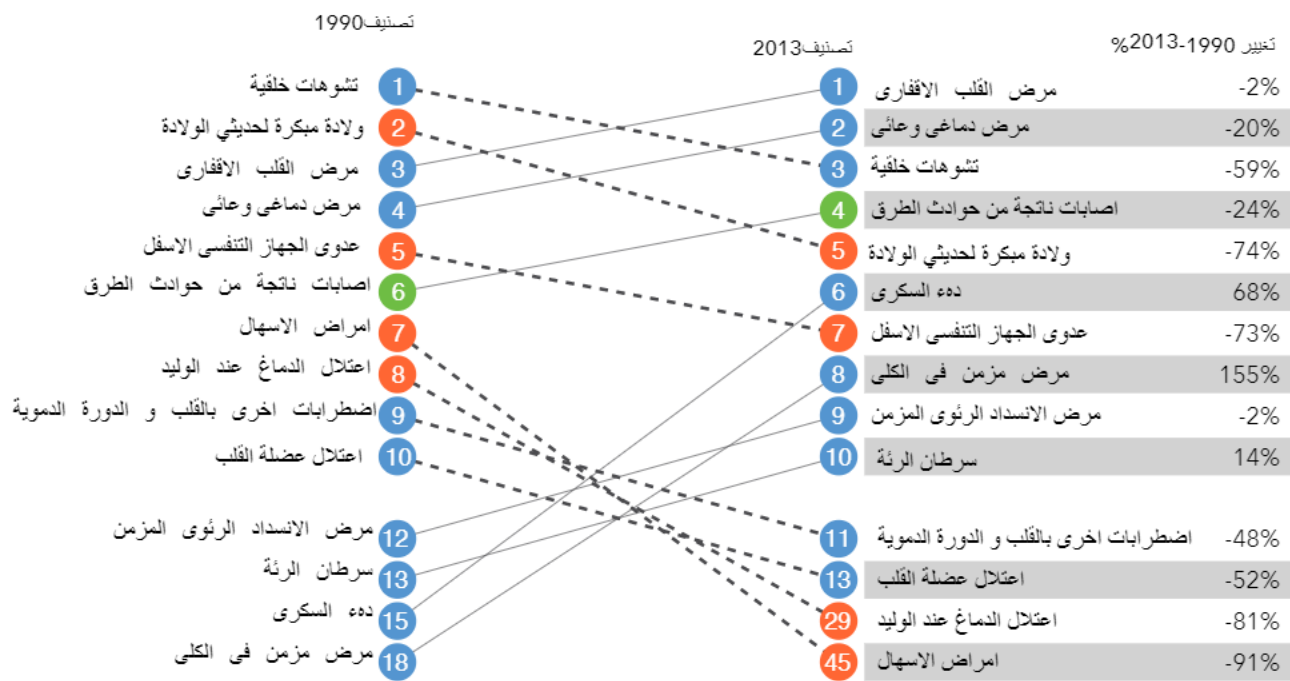 تصنيف1990
1 تشوهات خلقية
2 ولادة مبكرة لحديثي الولادة
3 مرض القلب الاقفارى
4 مرض دماغى وعائى
5 عدوى الجهاز التنفسى الاسفل
6 اصابات ناتجة من حوادث الطرق
7 امراض الاسهال
8 اعتلال الدماغ عند الوليد
9 اضطرابات اخرى بالقلب و الدورة الدموية
10 اعتلال عضلة القلب
12 مرض الانسداد الرئوى المزمن
13 سرطان الرئة
15 دهء السكرى
18 مرض مزمن فى الكلى
تصنيف2013
تغيير 1990-2013%
1 مرض القلب الاقفارى -2%
2 مرض دماغى وعائى -20%
3 تشوهات خلقية -59%
4 اصابات ناتجة من حوادث الطرق -24%
5 ولادة مبكرة لحديثي الولادة -74%
6 دهء السكرى 68%
7 عدوى الجهاز التنفسى الاسفل -73%
8 مرض مزمن فى الكلى 155%
9 مرض الانسداد الرئوى المزمن -2%
10 سرطان الرئة 14%
11 اضطرابات اخرى بالقلب و الدورة الدموية -48%
13 اعتلال عضلة القلب -52%
29 اعتلال الدماغ عند الوليد -81%
45 امراض الاسهال -91%